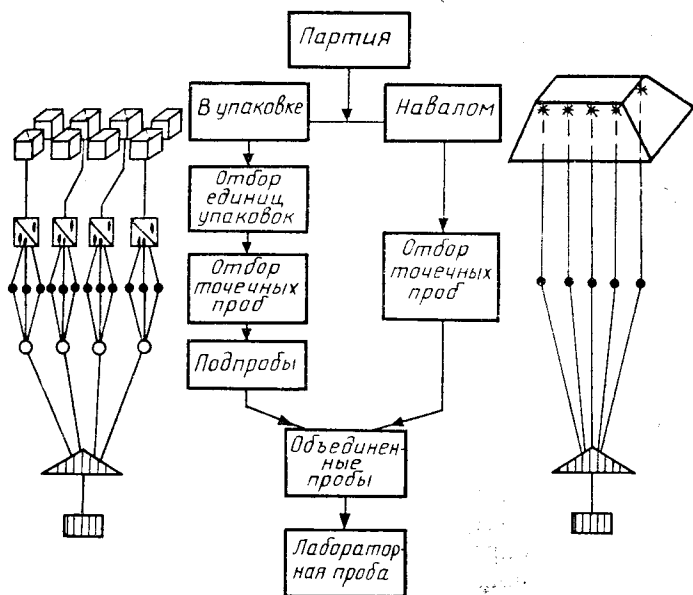 Партия
В упаковке
Навалом
Отбор
единиц
упаковок
Отбор
точечных
проб
Отбор
точечных
проб
Подпробы
Объединен-
ные
пробы
Лаборатор-
ная проба